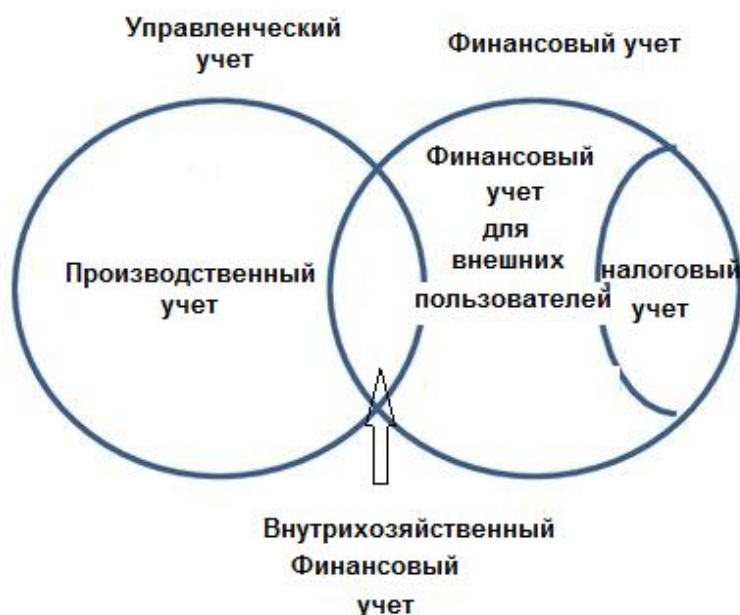 Управленческий
учет
Финансовый учет
Производственный
учет
Финансовый
учет
для
внешних
пользователей
налоговый
учет
Внутрихозяйственный
Финансовый
учет